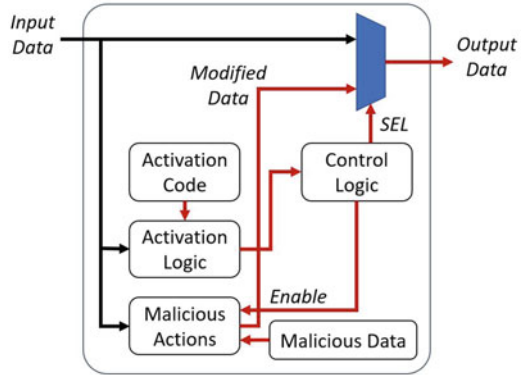 Input
Data
Output
Data
Modified
Data
SEL
Activation
Code
Control
Logic
Activation
Logic
Enable
Malicious
Actions
Malicious Data